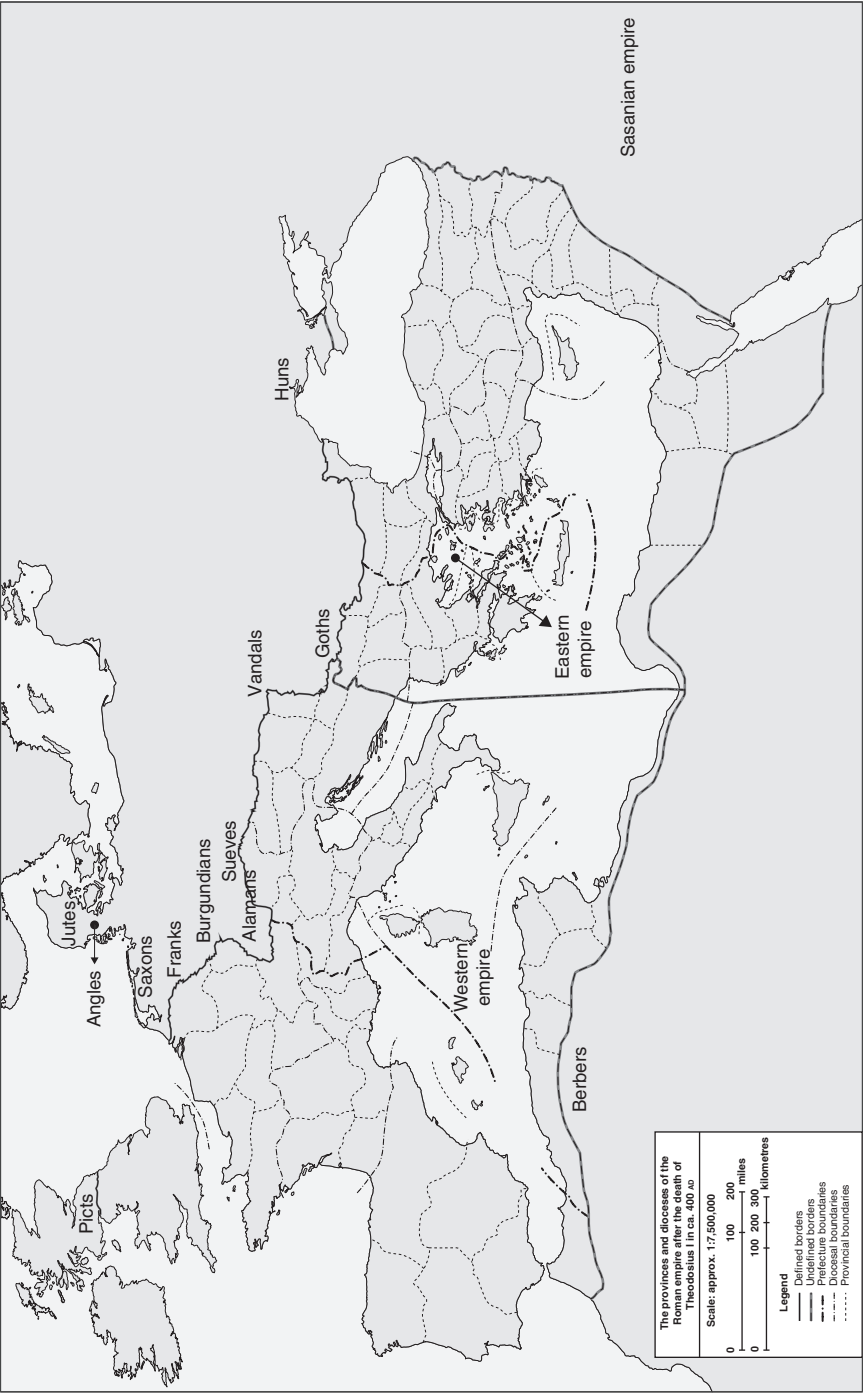 Picts
Angles
Jutes
Saxons
Franks
Burgundians
Sueves
Alamans
Vandals
Goths
Huns
Sasanian empire
Western
empire
Eastern
empire
Berbers
The provinces and dioceses of the
Roman empire after the death of
Theodosius I in ca. 400 AD
Scale: approx. 1:7,500,000
0 100 200 miles
0 100 200 300 kilometres
Legend
Defined borders
Undefined borders
Prefecture boundaries
Diocesal boundaries
Provincial boundaries